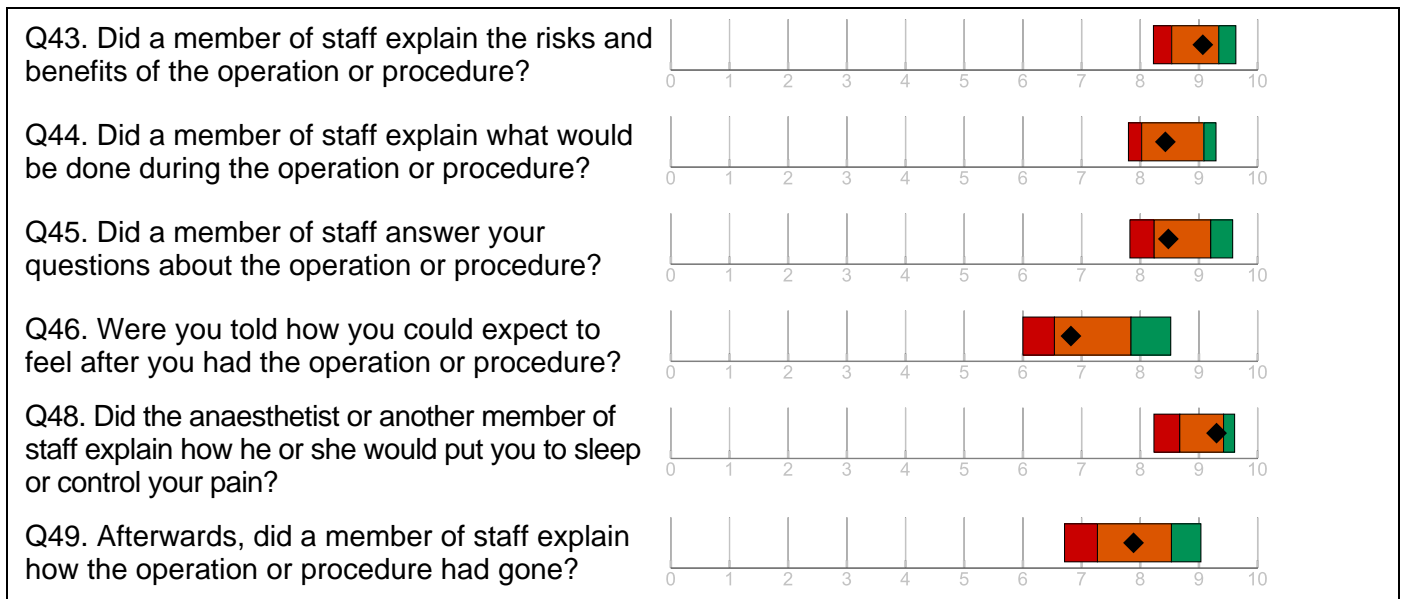 Q43. Did a member of staff explain the risks and
benefits of the operation or procedure?
0 1 2 3 4 5 6 7 8 9 10
Q44. Did a member of staff explain what would
be done during the operation or procedure?
0 1 2 3 4 5 6 7 8 9 10
Q45. Did a member of staff answer your
questions about the operation or procedure?
0 1 2 3 4 5 6 7 8 9 10
Q46. Were you told how you could expect to
feel after you had the operation or procedure?
0 1 2 3 4 5 6 7 8 9 10
Q48. Did the anaesthetist or another member of
staff explain how he or she would put you to sleep
or control your pain?
0 1 2 3 4 5 6 7 8 9 10
Q49. Afterwards, did a member of staff explain
how the operation or procedure had gone?
0 1 2 3 4 5 6 7 8 9 10